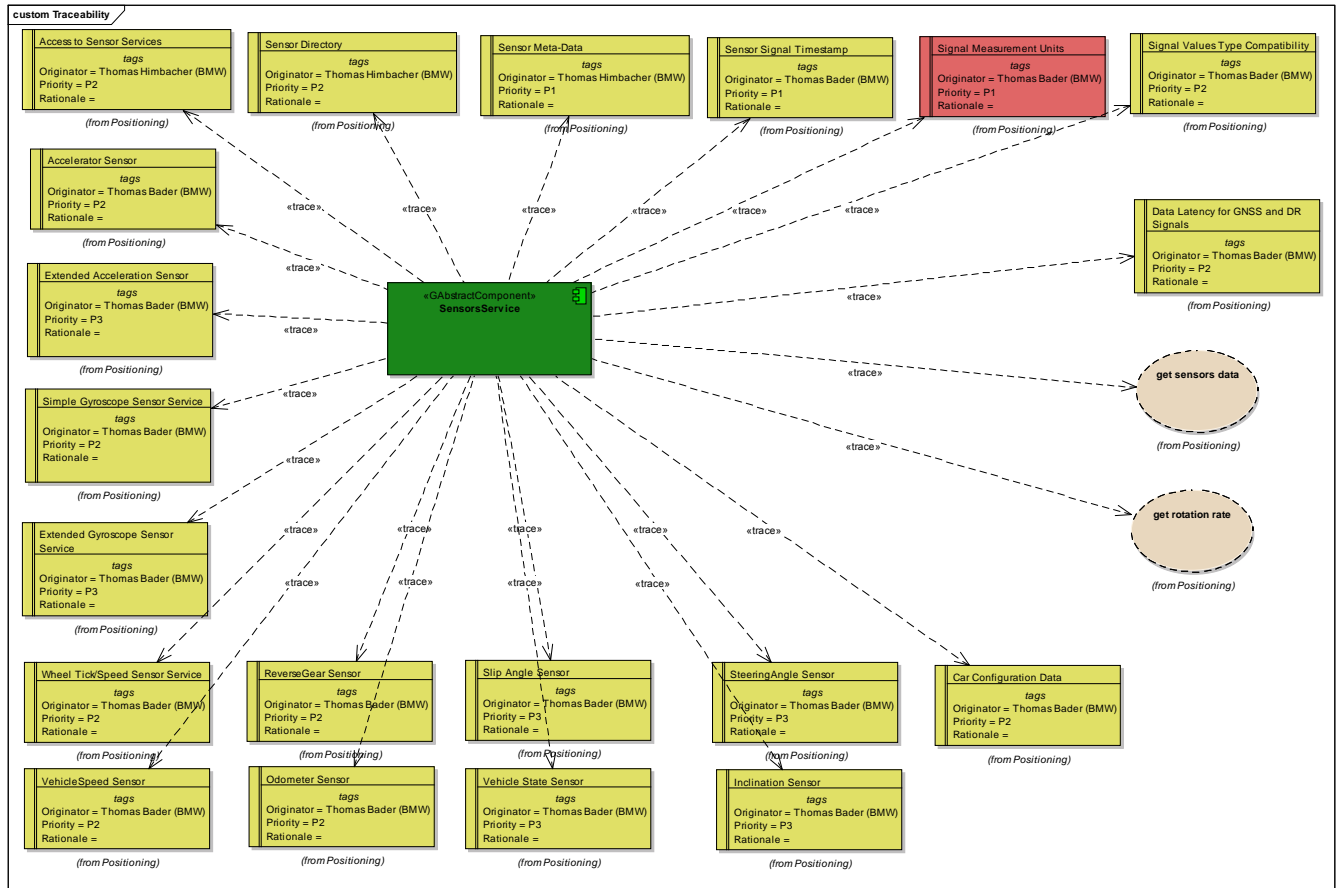 custom Traceability
Access to Sensor Services
tags
Originator = Thomas Himbacher (BMW)
Priority = P2
Rationale =
(from Positioning)
Sensor Directory
tags
Originator = Thomas Himbacher (BMW)
Priority = P2
Rationale =
(from Positioning)
Sensor Meta-Data
tags
Originator = Thomas Himbacher (BMW)
Priority = P1
Rationale =
(from Positioning)
Sensor Signal Timestamp
tags
Originator = Thomas Bader (BMW)
Priority = P1
Rationale =
(from Positioning)
Signal Measurement Units
tags
Originator = Thomas Bader (BMW)
Priority = P1
Rationale =
(from Positioning)
Signal Values Type Compatibility
tags
Originator = Thomas Bader (BMW)
Priority = P2
Rationale =
(from Positioning)
Accelerator Sensor
tags
Originator = Thomas Bader (BMW)
Priority = P2
Rationale =
(from Positioning)
«trace»
«trace»
«trace»
«trace»
«trace»
«trace»
Data Latency for GNSS and DR
Signals
tags
Originator = Thomas Bader (BMW)
Priority = P2
Rationale =
(from Positioning)
Extended Acceleration Sensor
tags
Originator = Thomas Bader (BMW)
Priority = P3
Rationale =
(from Positioning)
«trace»
«trace»
«GAbstractComponent»
SensorsService
«trace»
«trace»
get sensors data
(from Positioning)
Simple Gyroscope Sensor Service
tags
Originator = Thomas Bader (BMW)
Priority = P2
Rationale =
(from Positioning)
«trace»
«trace»
«trace»
get rotation rate
(from Positioning)
Extended Gyroscope Sensor
Service
tags
Originator = Thomas Bader (BMW)
Priority = P3
Rationale =
(from Positioning)
«trace»
«trace»
«trace»
«trace»
«trace»
«trace»
«trace»
«trace»
«trace»
«trace»
Wheel Tick/Speed Sensor Service
tags
Originator = Thomas Bader (BMW)
Priority = P2
Rationale =
(from Positioning)
ReverseGear Sensor
tags
Originator = Thomas Bader (BMW)
Priority = P2
Rationale =
(from Positioning)
Slip Angle Sensor
tags
Originator = Thomas Bader (BMW)
Priority = P3
Rationale =
(from Positioning)
SteeringAngle Sensor
tags
Originator = Thomas Bader (BMW)
Priority = P3
Rationale =
(from Positioning)
Car Configuration Data
tags
Originator = Thomas Bader (BMW)
Priority = P2
Rationale =
(from Positioning)
VehicleSpeed Sensor
tags
Originator = Thomas Bader (BMW)
Priority = P2
Rationale =
(from Positioning)
Odometer Sensor
tags
Originator = Thomas Bader (BMW)
Priority = P2
Rationale =
(from Positioning)
Vehicle State Sensor
tags
Originator = Thomas Bader (BMW)
Priority = P3
Rationale =
(from Positioning)
Inclination Sensor
tags
Originator = Thomas Bader (BMW)
Priority = P3
Rationale =
(from Positioning)